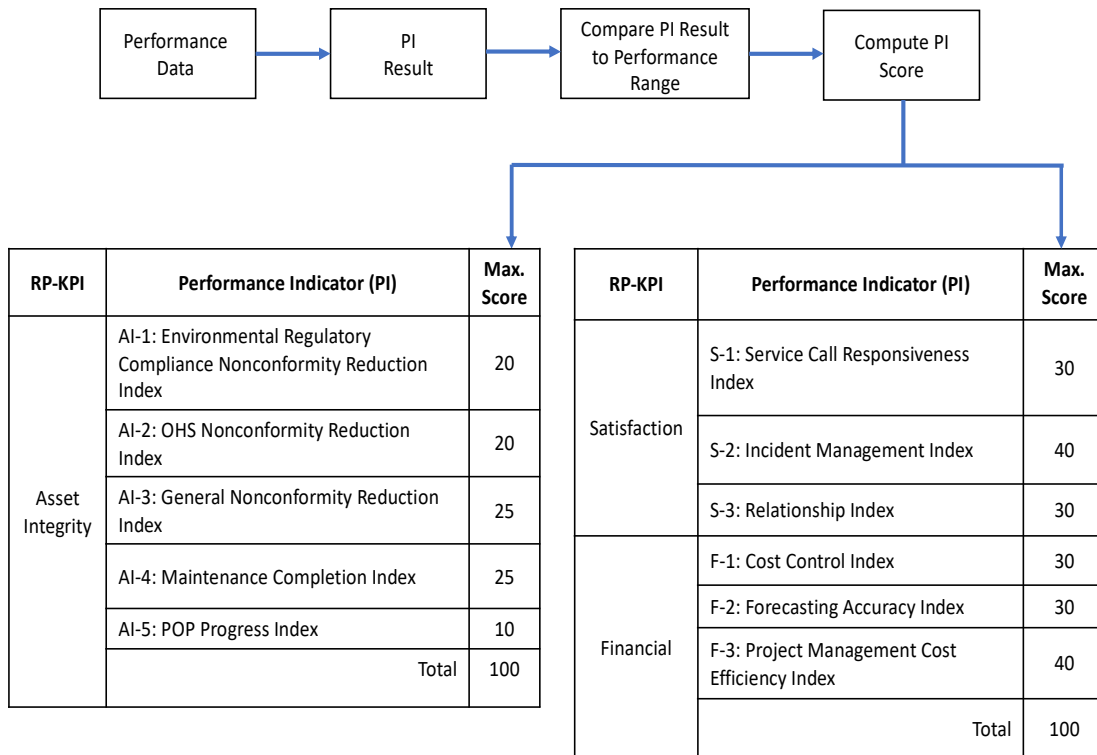 Performance
Data
PI
Result
Compare PI Result
to Performance
Range
Compute PI
Score
RP-KPI
Performance Indicator (PI)
Max.
Score
Asset
Integrity
AI-1: Environmental Regulatory
Compliance Nonconformity Reduction
Index
20
AI-2: OHS Nonconformity Reduction
Index
20
AI-3: General Nonconformity Reduction
Index
25
AI-4: Maintenance Completion Index
25
AI-5: POP Progress Index
10
Total
100
RP-KPI
Performance Indicator (PI)
Max.
Score
Satisfaction
S-1: Service Call Responsiveness
Index
30
S-2: Incident Management Index
40
S-3: Relationship Index
30
Financial
F-1: Cost Control Index
30
F-2: Forecasting Accuracy Index
30
F-3: Project Management Cost
Efficiency Index
40
Total
100